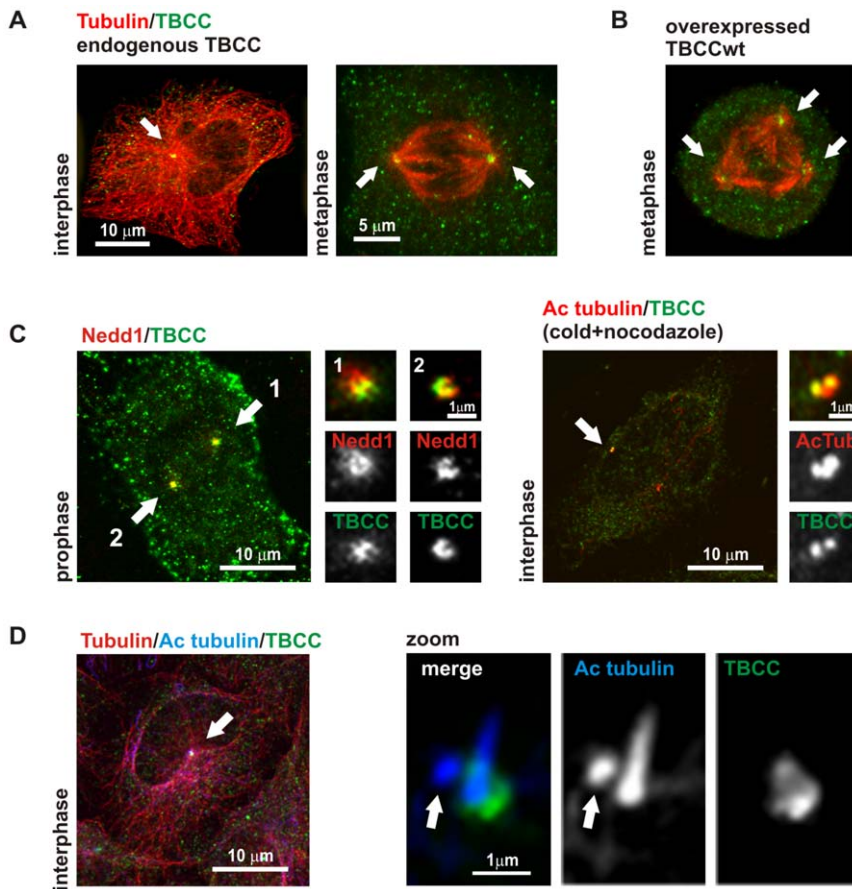 A
Tubulin/TBCC
endogenous TBCC
interphase
10 μm
metaphase
5 μm
B
overexpressed
TBCCwt
metaphase
C
Nedd1/TBCC
prophase
1
2
10 μm
1
2
1μm
Nedd1
Nedd1
TBCC
TBCC
Ac tubulin/TBCC
(cold+nocodazole)
interphase
10 μm
1μm
AcTub
TBCC
D
Tubulin/Ac tubulin/TBCC
interphase
10 μm
zoom
merge
1μm
Ac tubulin
TBCC